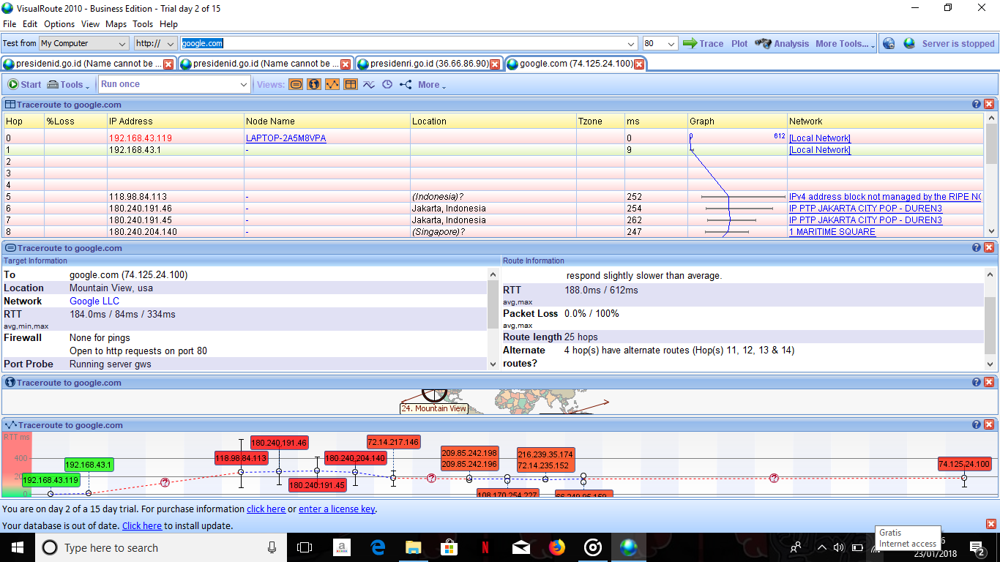 VisualRoute 2010 - Business Edition - Trial day 2 of 15
File Edit Options View Maps Tools Help
Test from My Computer http:// google.com 80 Trace Plot Analysis More Tools... Server is stopped
presidenid.go.id (Name cannot be ... presidenid.go.id (Name cannot be ... presidenri.go.id (36.66.86.90) google.com (74.125.24.100)
Start Tools Run once Views: More
Traceroute to google.com
Hop %Loss IP Address Node Name Location Tzone ms Graph Network
0 192.168.43.119 LAPTOP-2A5M8VPA 0 0 612 [Local Network]
1 192.168.43.1 - 9 [Local Network]
2
3
4
5 118.98.84.113 - (Indonesia)? 252 IPv4 address block not managed by the RIPE NC
6 180.240.191.46 - Jakarta, Indonesia 254 IP PTP JAKARTA CITY POP - DUREN3
7 180.240.191.45 - Jakarta, Indonesia 262 IP PTP JAKARTA CITY POP - DUREN3
8 180.240.204.140 - (Singapore)? 247 1 MARITIME SQUARE
Traceroute to google.com
Target Information
To google.com (74.125.24.100)
Location Mountain View, usa
Network Google LLC
RTT 184.0ms / 84ms / 334ms
avg,min,max
Firewall None for pings
Open to http requests on port 80
Port Probe Running server gws
Route Information
respond slightly slower than average.
RTT 188.0ms / 612ms
avg,max
Packet Loss 0.0% / 100%
avg,max
Route length 25 hops
Alternate 4 hop(s) have alternate routes (Hop(s) 11, 12, 13 & 14)
routes?
Traceroute to google.com
24. Mountain View
Traceroute to google.com
RTT ms
400
0
192.168.43.119
192.168.43.1
118.98.84.113
180.240.191.46
180.240.191.45
180.240.204.140
72.14.217.146
209.85.242.198
209.85.242.196
108.170.254.227
216.239.35.174
72.14.235.152
66.249.95.159
74.125.24.100
You are on day 2 of a 15 day trial. For purchase information click here or enter a license key.
Your database is out of date. Click here to install update.
Gratis
Internet access
Type here to search
23/01/2018
2